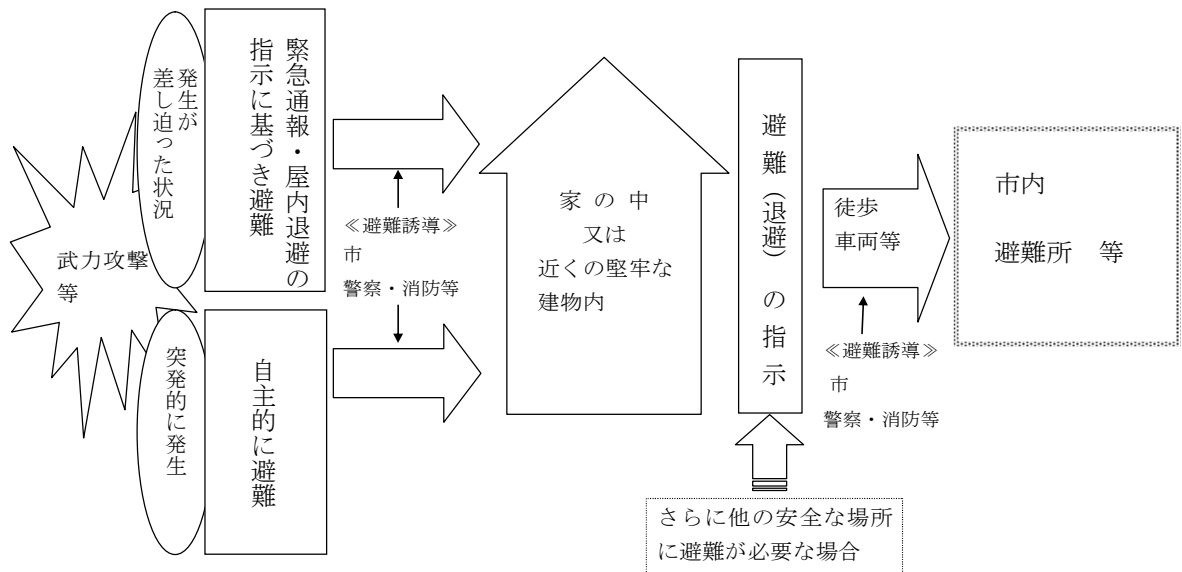 武力攻撃
等
発生が
差し迫った状況
緊急通報・屋内退避の
指示に基づき避難
突発的に発生
自主的に避難
≪避難誘導≫
市
警察・消防等
家の中
又は
近くの堅牢な
建物内
避難(退避)の指示
さらに他の安全な場所
に避難が必要な場合
徒歩
車両等
≪避難誘導≫
市
警察・消防等
市内
避難所 等